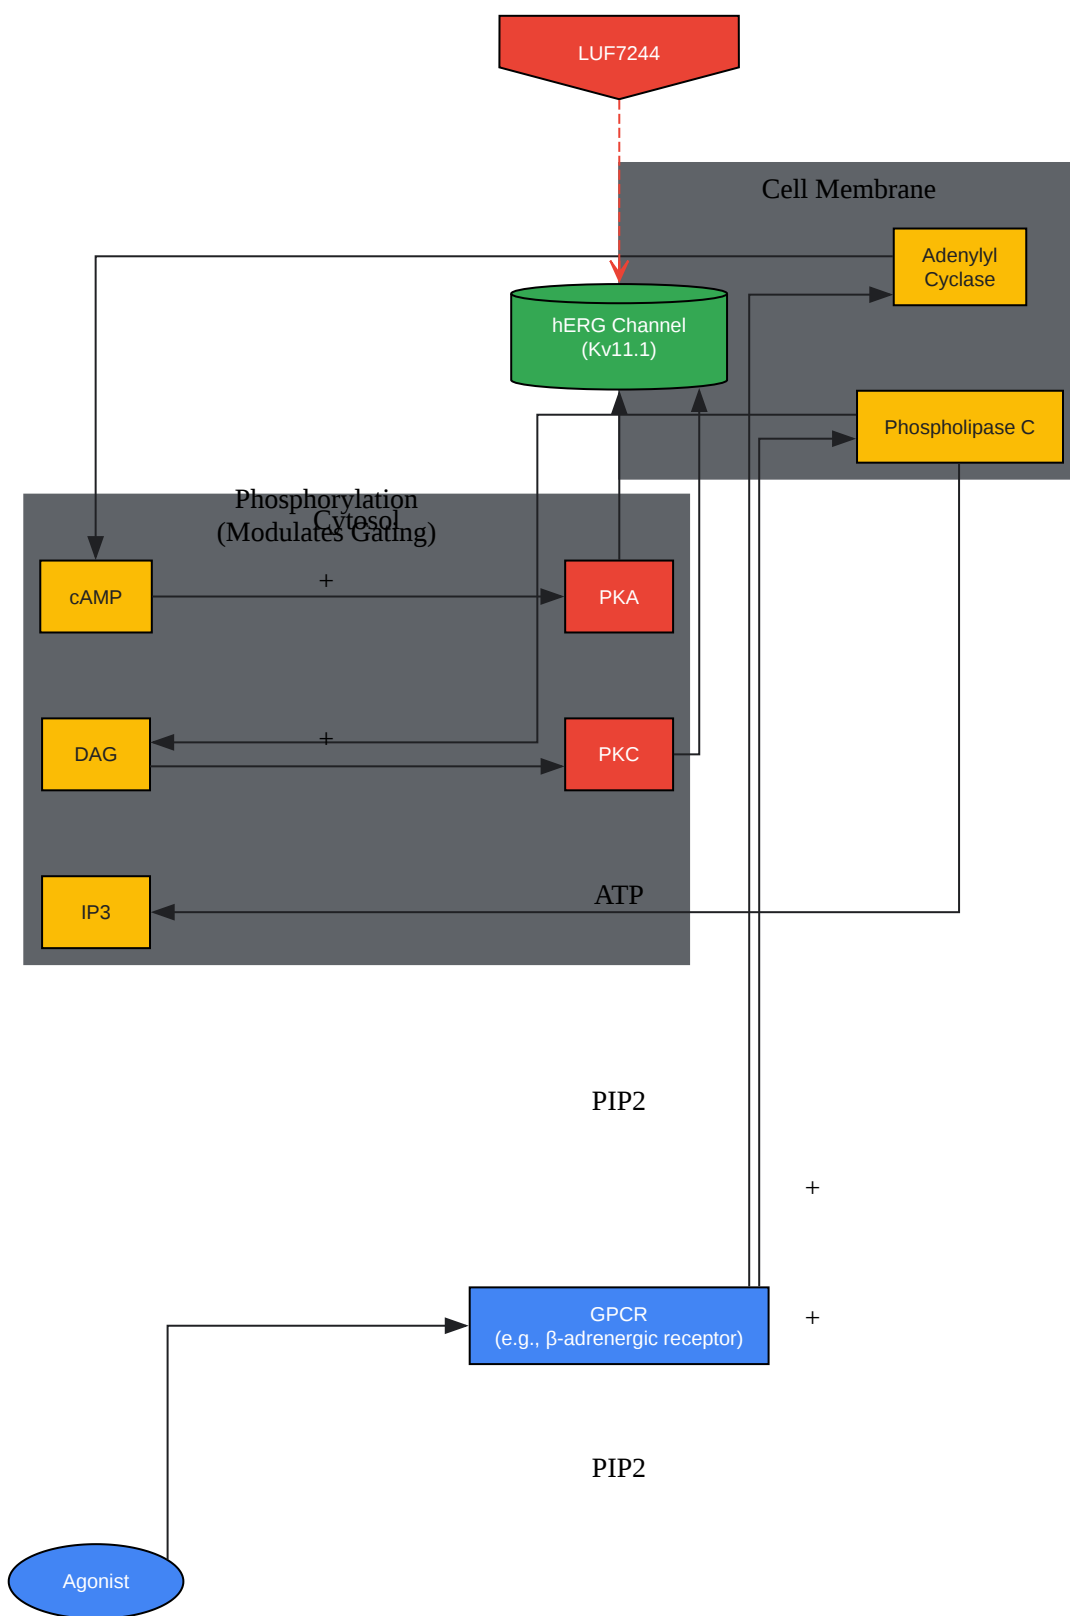 LUF7244
Cell Membrane
Adenylyl
Cyclase
hERG Channel
(Kv11.1)
Phospholipase C
Phosphorylation
(Modulates Gating)
Cytosol
cAMP
+
PKA
DAG
+
PKC
IP3
ATP
PIP2
+
GPCR
(e.g., β-adrenergic receptor)
+
PIP2
Agonist